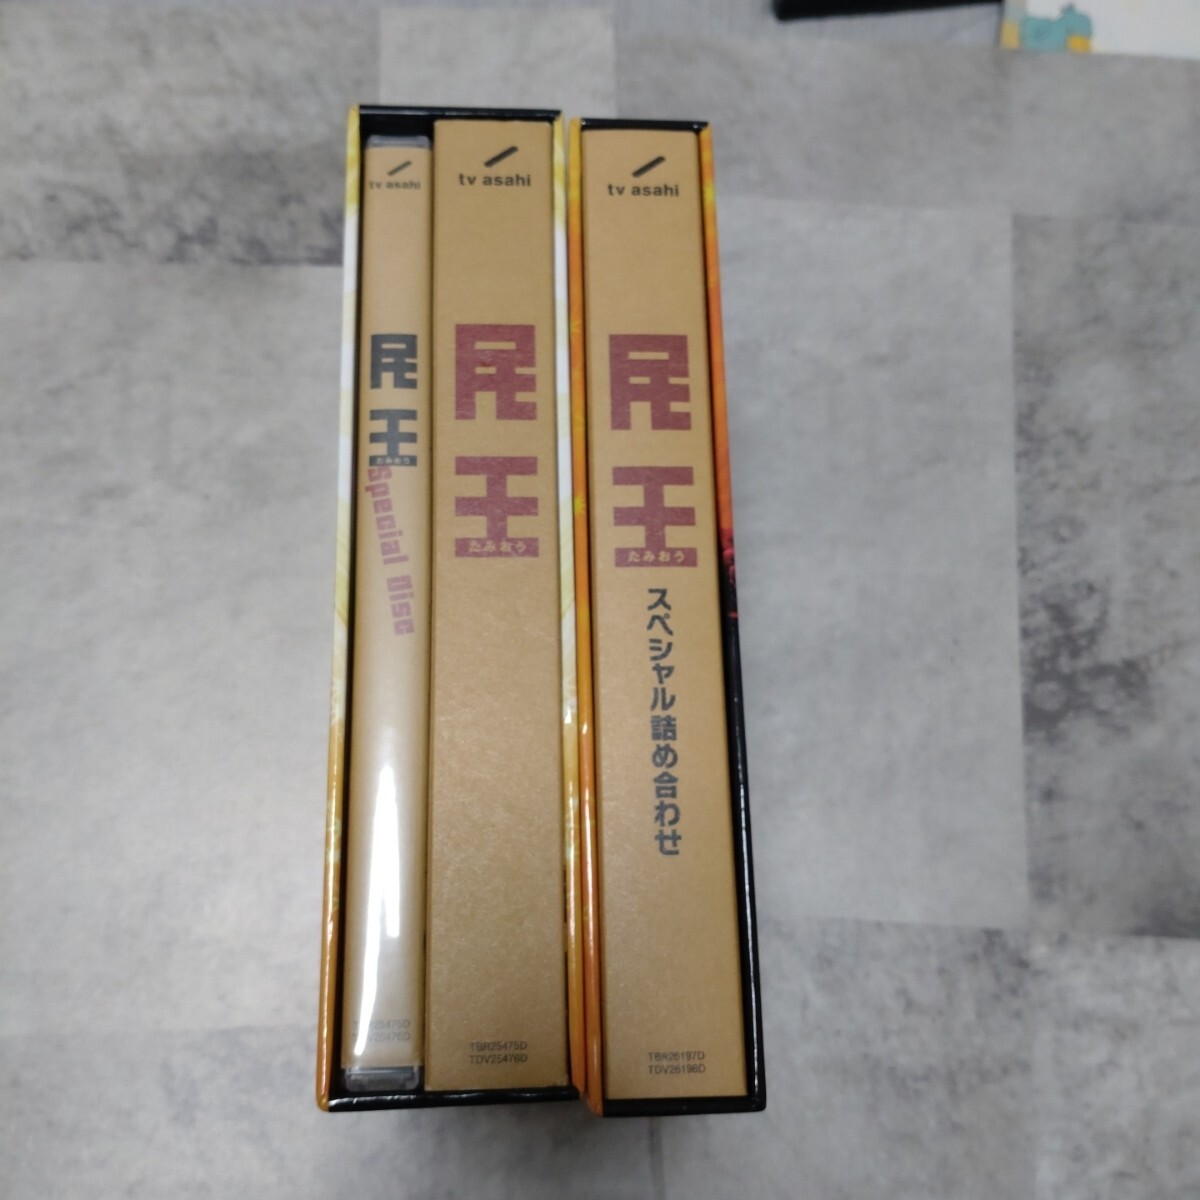 tv asahi
民王
たみおう
Special Disc
TBR25475D
TDV25476D
tv asahi
民王
たみおう
TBR25475D
TDV25476D
tv asahi
民王
たみおう
スペシャル詰め合わせ
TBR26197D
TDV26198D